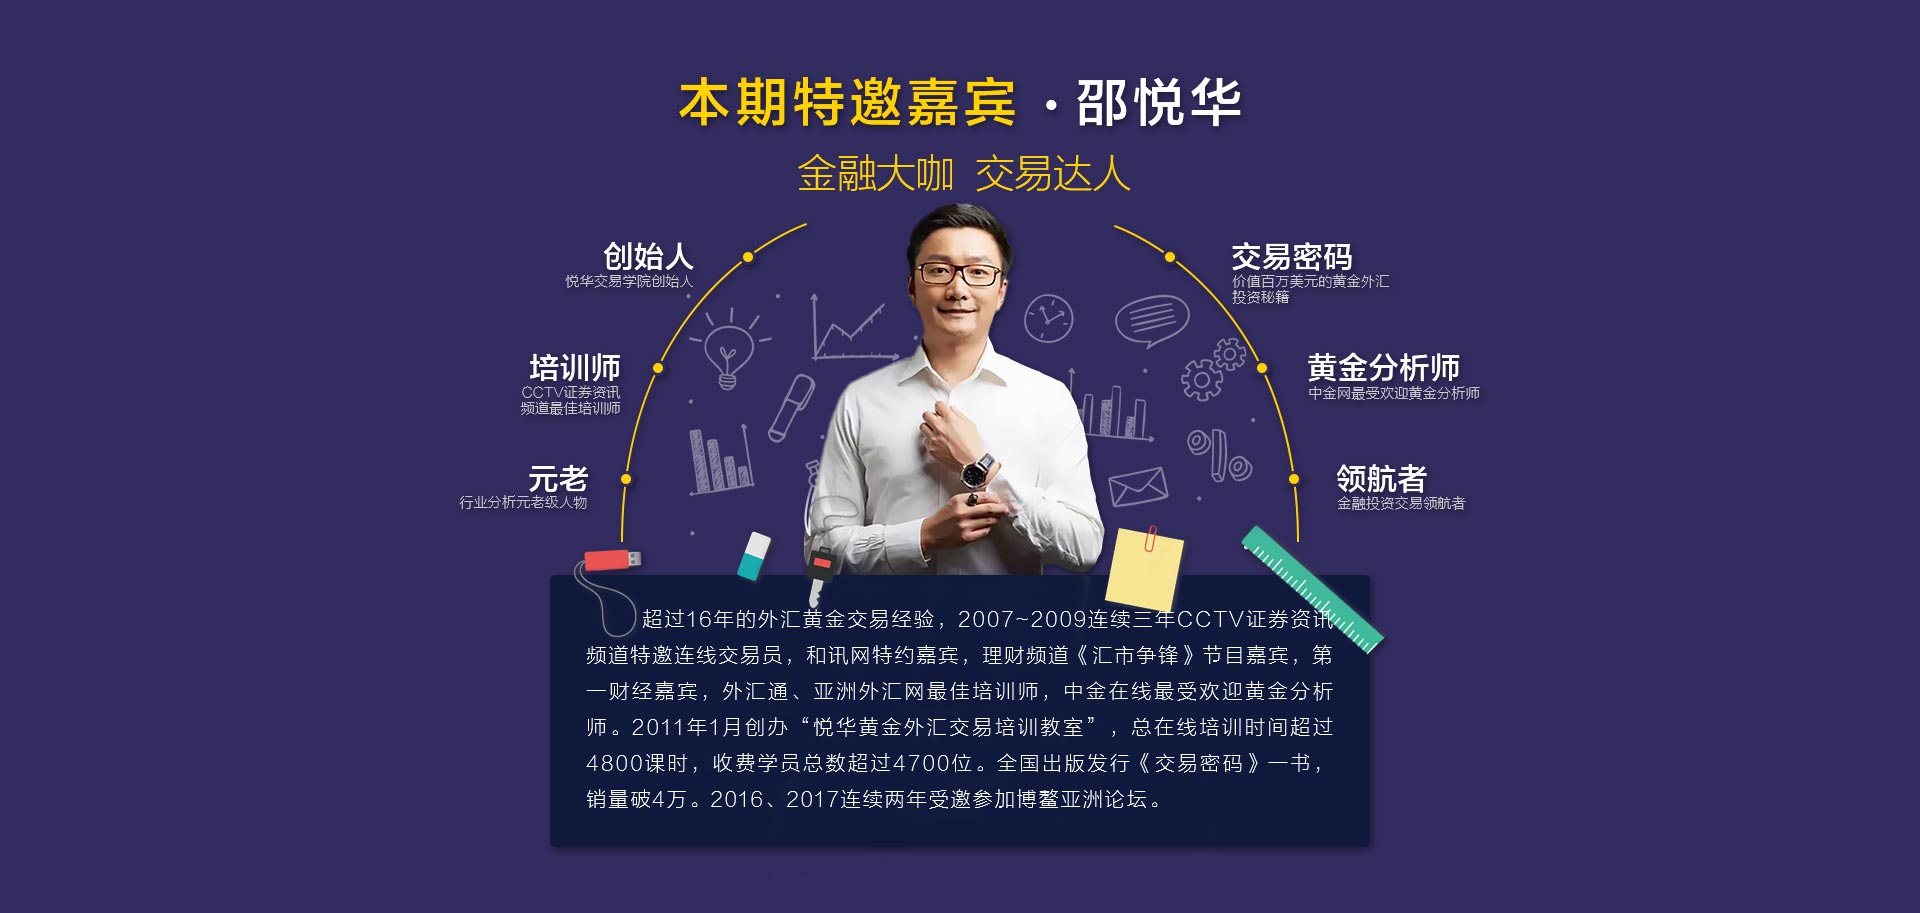 本期特邀嘉宾·邵悦华
金融大咖 交易达人
创始人
悦华交易学院创始人
培训师
CCTV证券资讯
频道最佳培训师
元老
行业分析元老级人物
交易密码
价值百万美元的黄金外汇
投资秘籍
黄金分析师
中金网最受欢迎黄金分析师
领航者
金融投资交易领航者
超过16年的外汇黄金交易经验，2007~2009连续三年CCTV证券资讯
频道特邀连线交易员，和讯网特约嘉宾，理财频道《汇市争锋》节目嘉宾，第
一财经嘉宾，外汇通、亚洲外汇网最佳培训师，中金在线最受欢迎黄金分析
师。2011年1月创办“悦华黄金外汇交易培训教室”，总在线培训时间超过
4800课时，收费学员总数超过4700位。全国出版发行《交易密码》一书，
销量破4万。2016、2017连续两年受邀参加博鳌亚洲论坛。